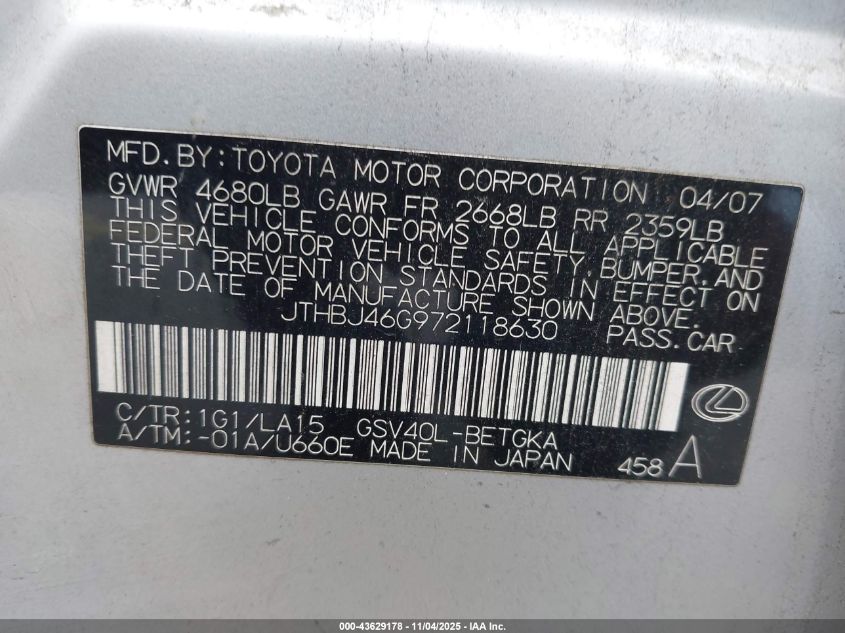 MFD. BY: TOYOTA MOTOR CORPORATION 04/07
GVWR 4680LB GAWR FR 2668LB RR 2359LB
THIS VEHICLE CONFORMS TO ALL APPLICABLE
FEDERAL MOTOR VEHICLE SAFETY, BUMPER, AND
THEFT PREVENTION STANDARDS IN EFFECT ON
THE DATE OF MANUFACTURE SHOWN ABOVE.
JTHBJ46G972118630 PASS. CAR
C/TR: 1G1/LA15 GSV40L-BETGKA
A/TM: -01A/U660E MADE IN JAPAN 458 A
000-43629178 - 11/04/2025 - IAA Inc.